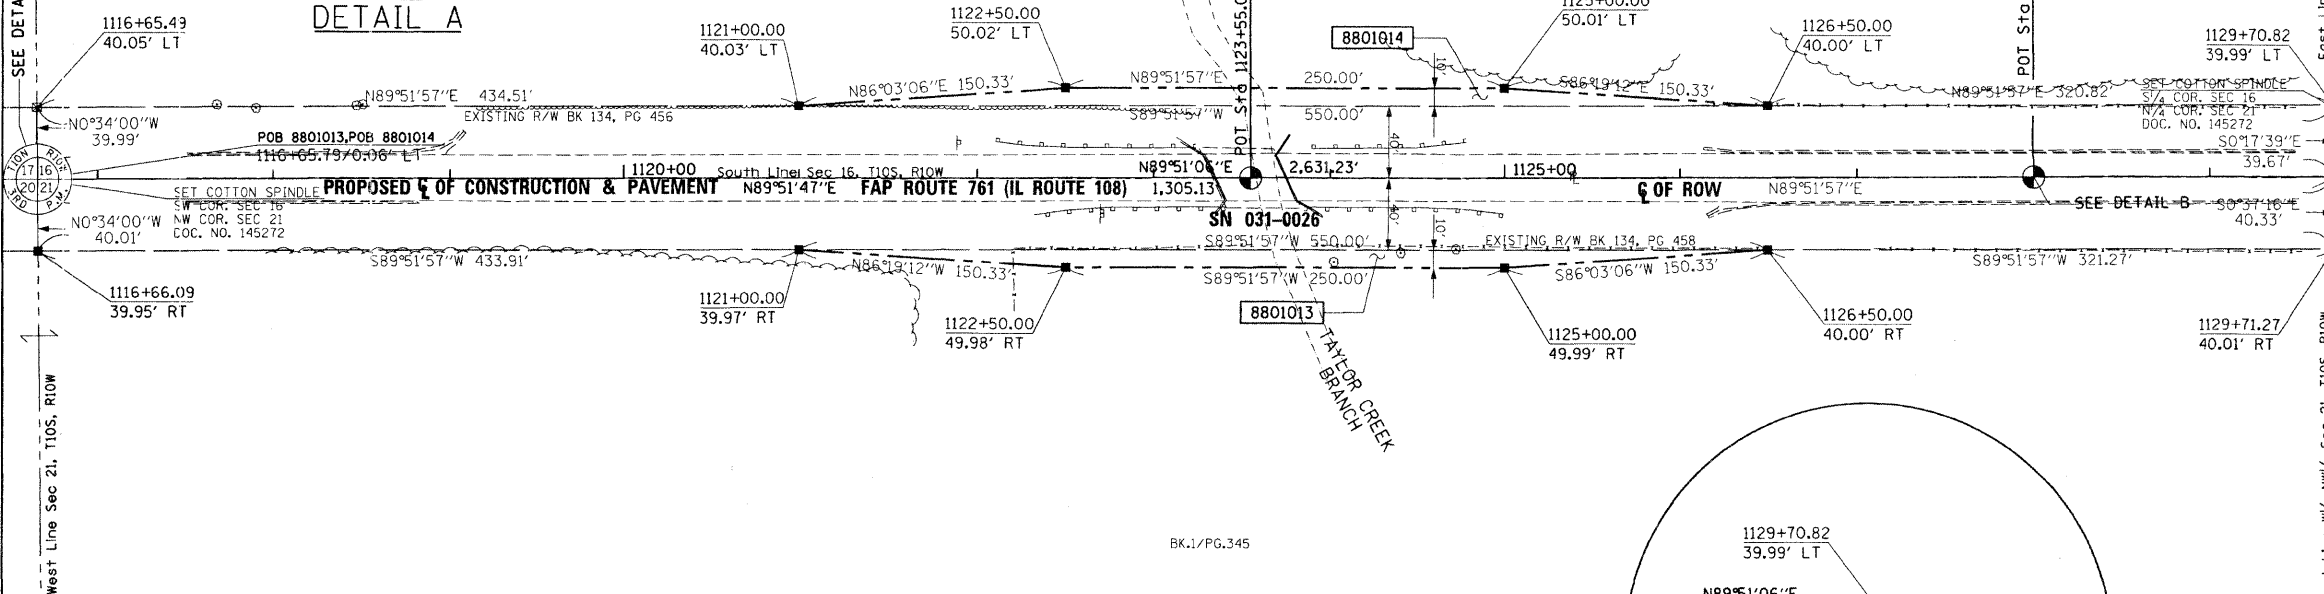 DETAIL A
SEE DETA
1116+65.49
40.05' LT
1121+00.00
40.03' LT
1122+50.00
50.02' LT
POT Sta 1123+55.0
8801014
50.01' LT
1126+50.00
40.00' LT
POT Sta
1129+70.82
39.99' LT
N89°51'57"E 434.51'
N86°03'06"E 150.33'
N89°51'57"E 250.00'
10'
S86°19'12"E 150.33'
N89°51'57"E 320.82'
SET COTTON SPINDLE
S1/4 COR. SEC 16
N1/4 COR. SEC 21
DOC. NO. 145272
EXISTING R/W BK 134, PG 456
S89°51'57"W 550.00'
N0°34'00"W
39.99'
POB 8801013,POB 8801014
1116+65.79/0.06' LT
40'
S0°17'39"E
39.67'
TION R10W
17 16
20 21
3RD P.M.
1120+00
South Line Sec 16, T10S, R10W
N89°51'06"E 2,631.23'
1125+00
SET COTTON SPINDLE
SW COR. SEC 16
NW COR. SEC 21
COC. NO. 145272
PROPOSED ℄ OF CONSTRUCTION & PAVEMENT
N89°51'47"E
FAP ROUTE 761 (IL ROUTE 108)
1,305.13'
℄ OF ROW
N89°51'57"E
SEE DETAIL B
S0°37'16"E
40.33'
N0°34'00"W
40.01'
SN 031-0026
40'
10'
S89°51'57"W 550.00'
EXISTING R/W BK 134, PG 458
S89°51'57"W 433.91'
N86°19'12"W 150.33'
S89°51'57"W 250.00'
S86°03'06"W 150.33'
S89°51'57"W 321.27'
1116+66.09
39.95' RT
1121+00.00
39.97' RT
1122+50.00
49.98' RT
8801013
1125+00.00
49.99' RT
1126+50.00
40.00' RT
1129+71.27
40.01' RT
TAYLOR CREEK
BRANCH
West Line Sec 21, T10S, R10W
BK.1/PG.345
1129+70.82
39.99' LT
N89°51'06"E